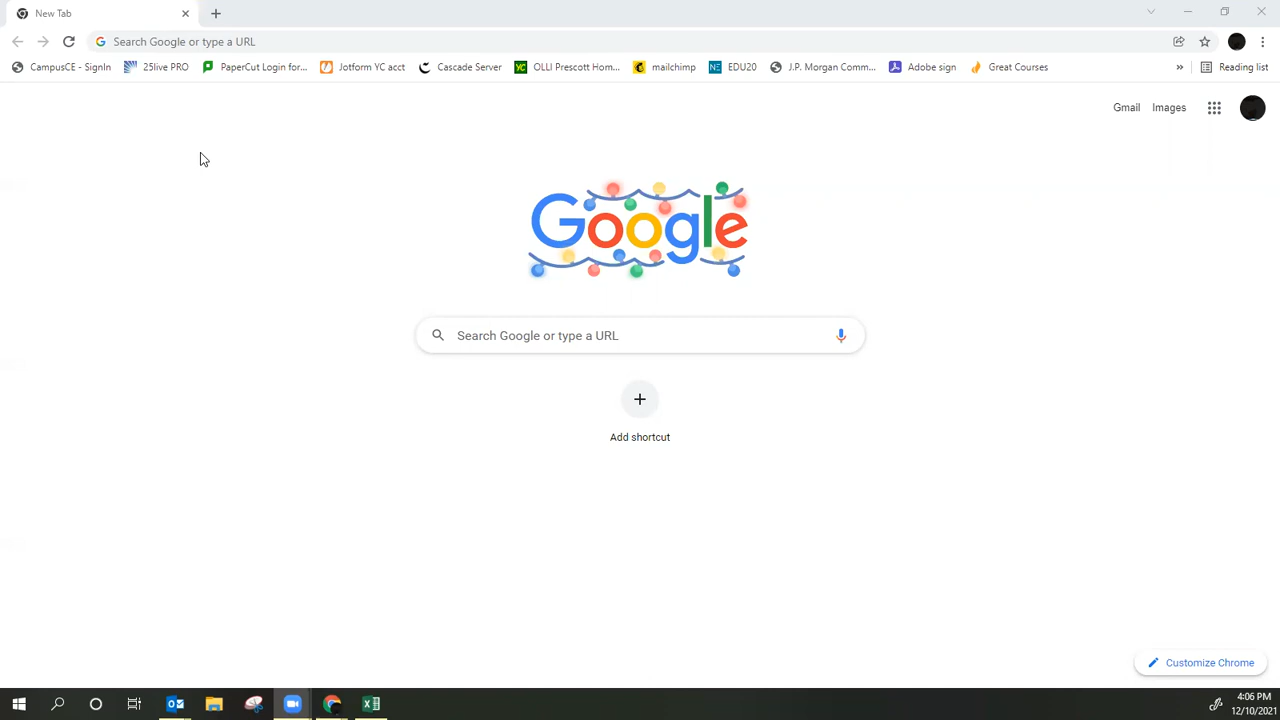 New Tab
Search Google or type a URL
CampusCE - SignIn 25live PRO PaperCut Login for... Jotform YC acct Cascade Server YC OLLI Prescott Hom... mailchimp NE EDU20 J.P. Morgan Comm... Adobe sign Great Courses » Reading list
Gmail Images
Google
Search Google or type a URL
Add shortcut
Customize Chrome
4:06 PM
12/10/2021